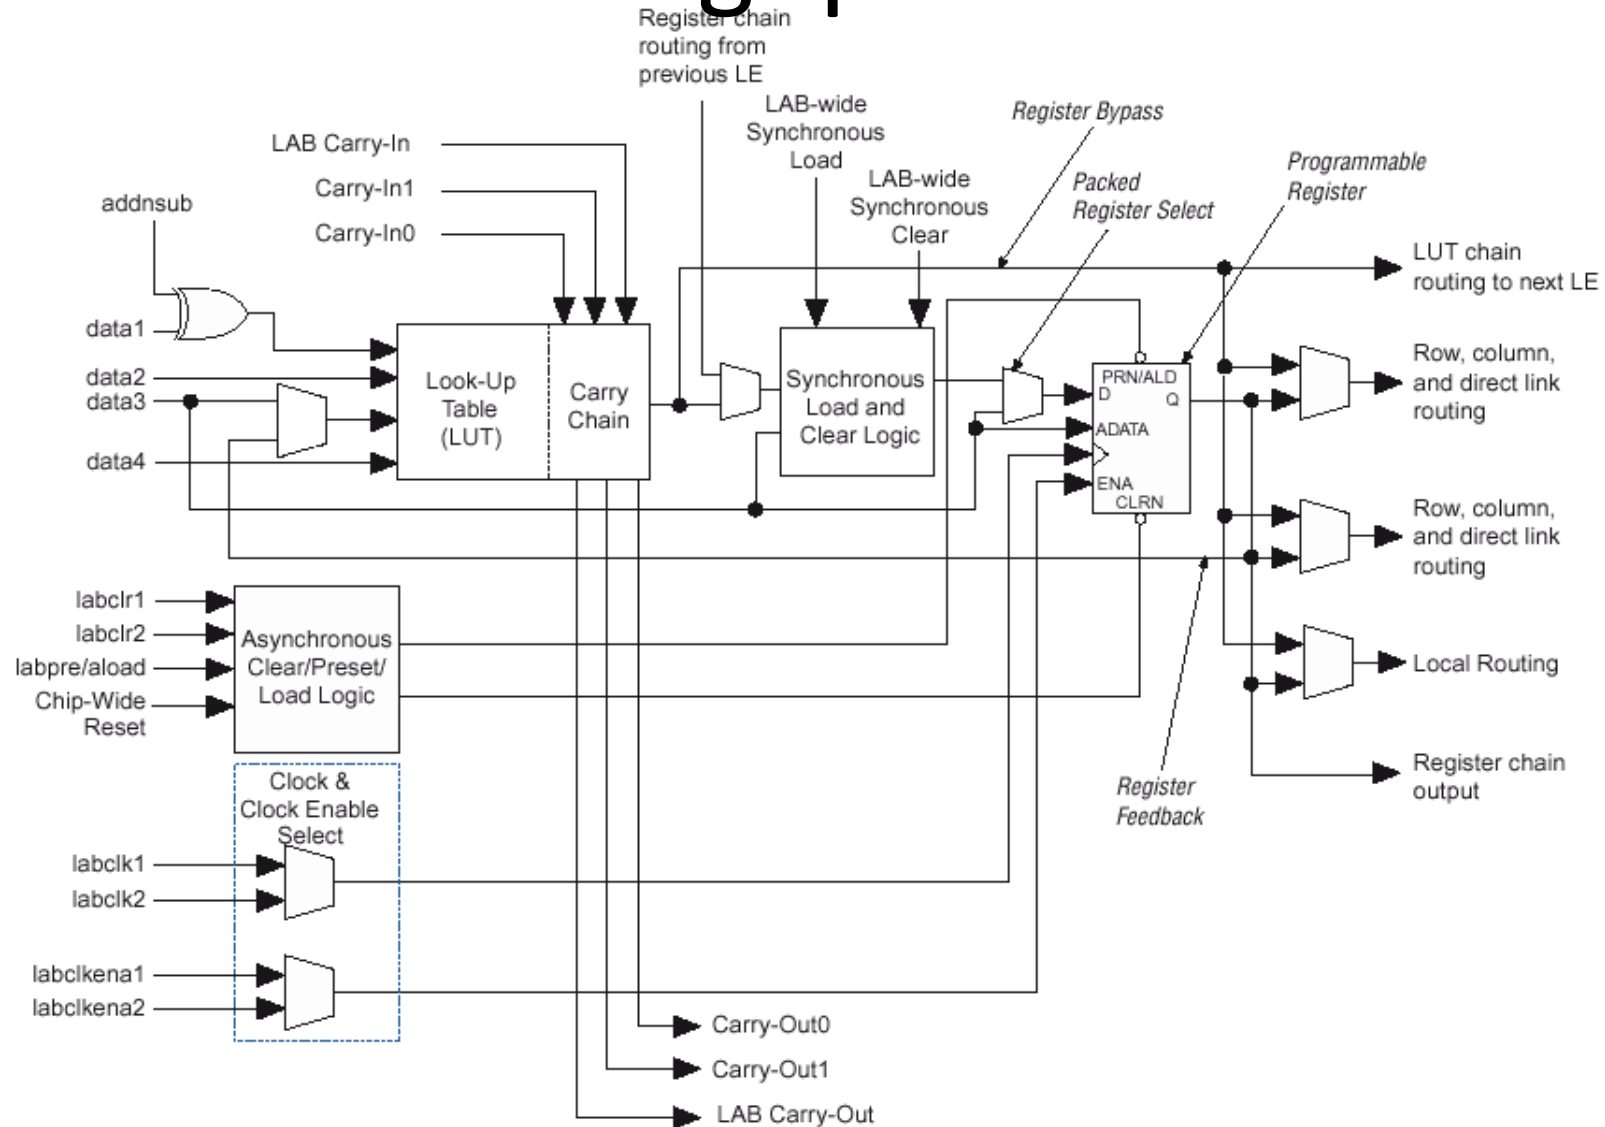 Register chain
routing from
previous LE
LAB-wide
Synchronous
Load
LAB-wide
Synchronous
Clear
Register Bypass
Packed
Register Select
Programmable
Register
LAB Carry-In
Carry-In1
Carry-In0
addnsub
data1
data2
data3
data4
Look-Up
Table
(LUT)
Carry
Chain
Synchronous
Load and
Clear Logic
PRN/ALD
D
Q
ADATA
ENA
CLRN
LUT chain
routing to next LE
Row, column,
and direct link
routing
Row, column,
and direct link
routing
Local Routing
Register chain
output
Register
Feedback
labclr1
labclr2
labpre/aload
Chip-Wide
Reset
Asynchronous
Clear/Preset/
Load Logic
Clock &
Clock Enable
Select
labclk1
labclk2
labclkena1
labclkena2
Carry-Out0
Carry-Out1
LAB Carry-Out